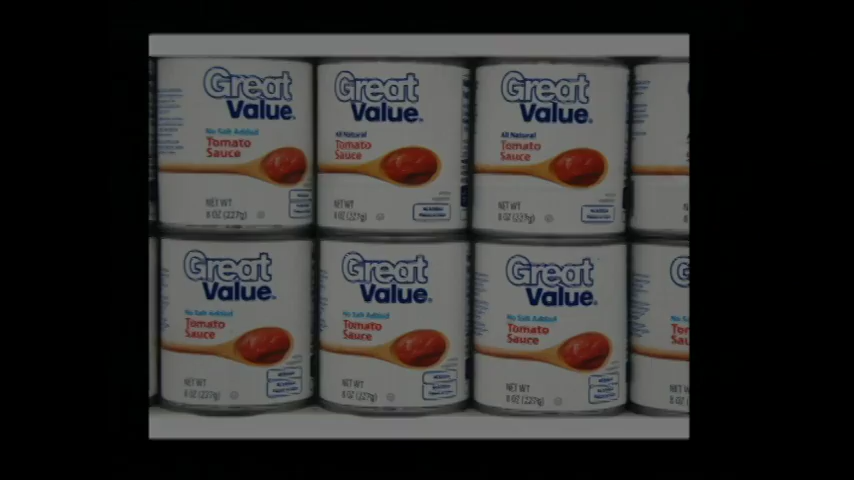 Great
Value
No Salt Added
Tomato
Sauce
NET WT
8 OZ (227g)
Great
Value
All Natural
Tomato
Sauce
NET WT
8 OZ (227g)
Great
Value
All Natural
Tomato
Sauce
NET WT
8 OZ (227g)
Great
Value
No Salt Added
Tomato
Sauce
NET WT
8 OZ (227g)
Great
Value
No Salt Added
Tomato
Sauce
NET WT
8 OZ (227g)
Great
Value
No Salt Added
Tomato
Sauce
NET WT
8 OZ (227g)